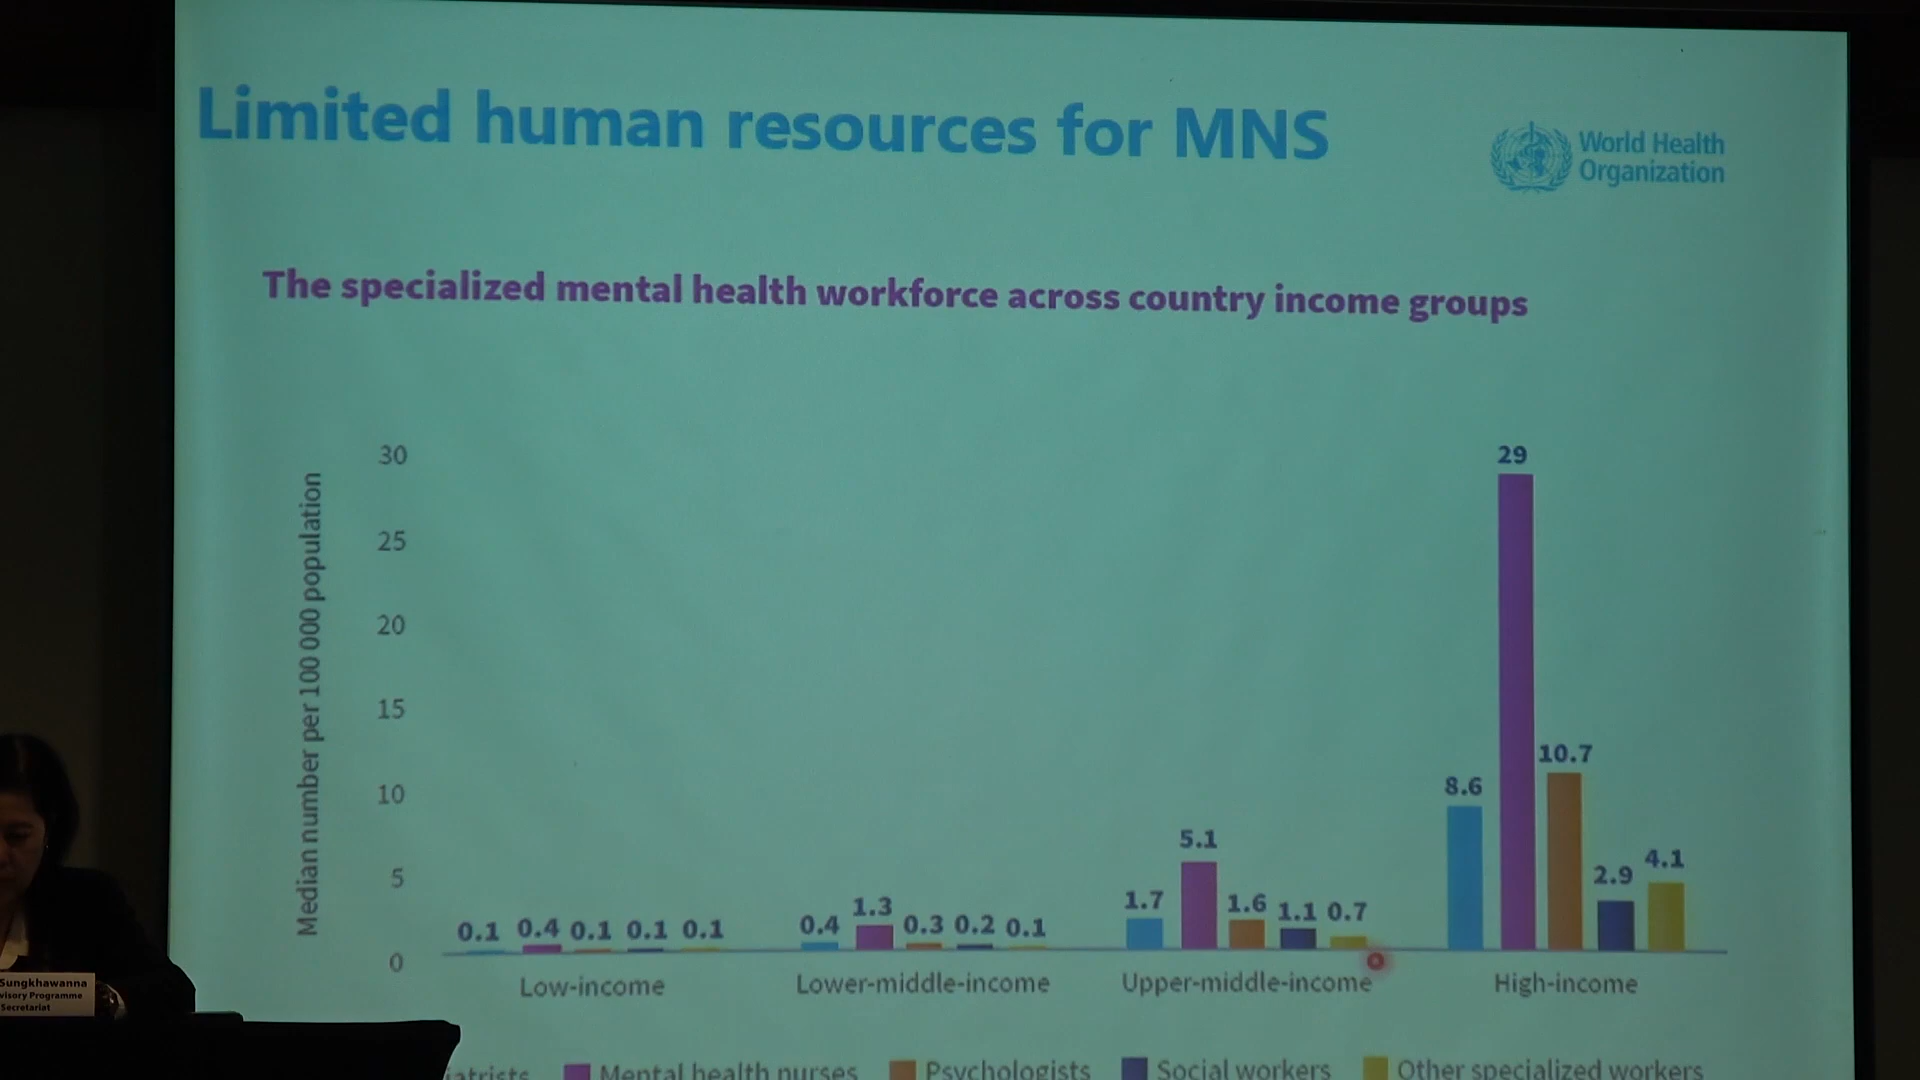 Limited human resources for MNS
World Health
Organization
The specialized mental health workforce across country income groups
Median number per 100 000 population
30
25
20
15
10
5
0
0.1 0.4 0.1 0.1 0.1
0.4 1.3 0.3 0.2 0.1
1.7 5.1 1.6 1.1 0.7
8.6 29 10.7 2.9 4.1
Low-income Lower-middle-income Upper-middle-income High-income
Mental health nurses Psychologists Social workers Other specialized workers
Sungkhawanna
Programme
Secretariat